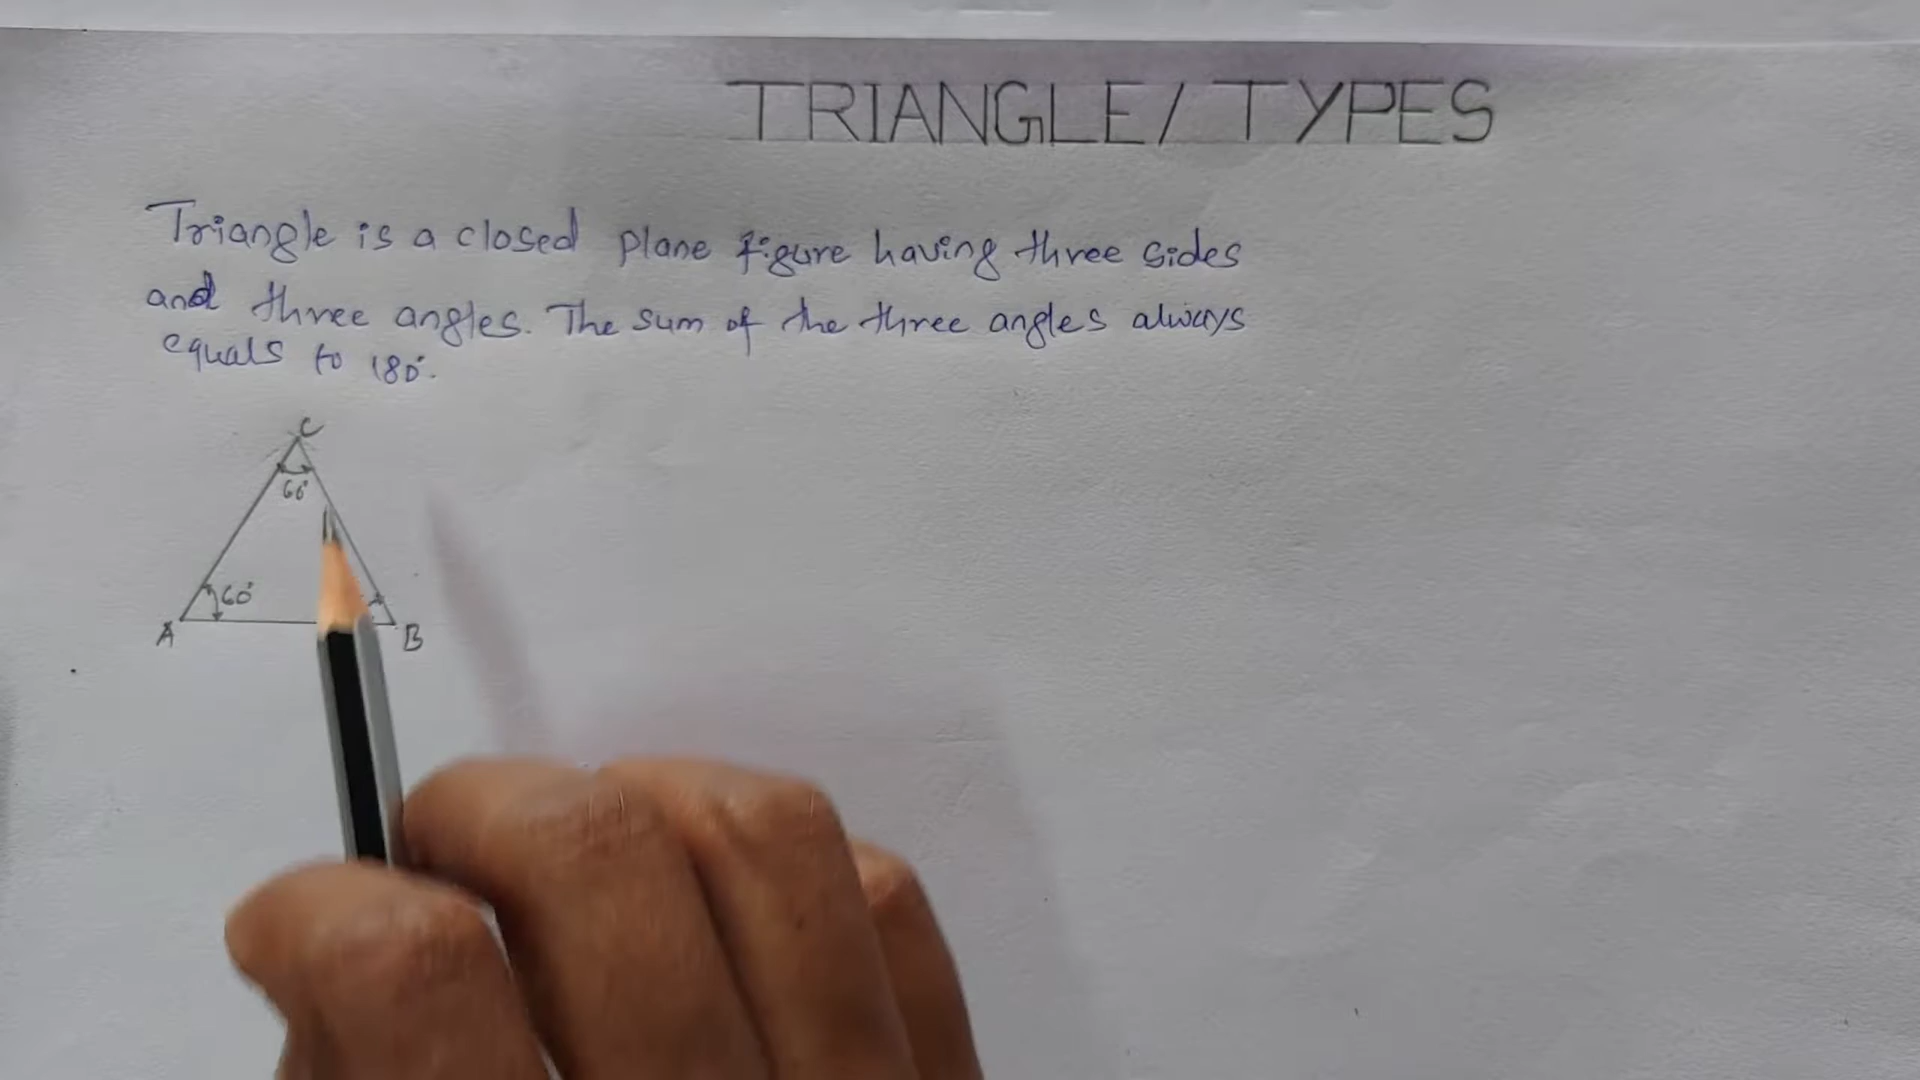 TRIANGLE/ TYPES
Triangle is a closed plane figure having three sides
and three angles. The sum of the three angles always
equals to 180°.
C
60°
60°
A
B